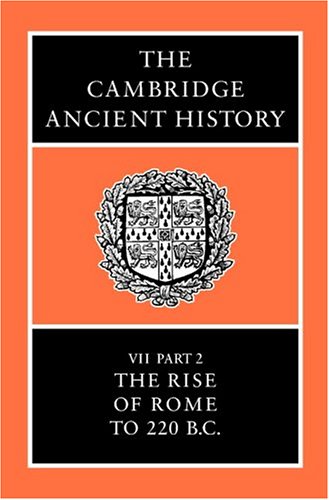 THE
CAMBRIDGE
ANCIENT HISTORY
VII PART 2
THE RISE
OF ROME
TO 220 B.C.